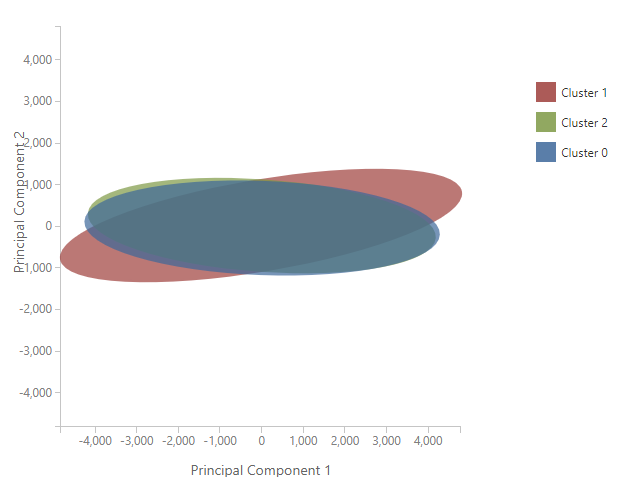 4,000
3,000
2,000
1,000
0
-1,000
-2,000
-3,000
-4,000
Principal Component 2
-4,000 -3,000 -2,000 -1,000 0 1,000 2,000 3,000 4,000
Principal Component 1
Cluster 1
Cluster 2
Cluster 0